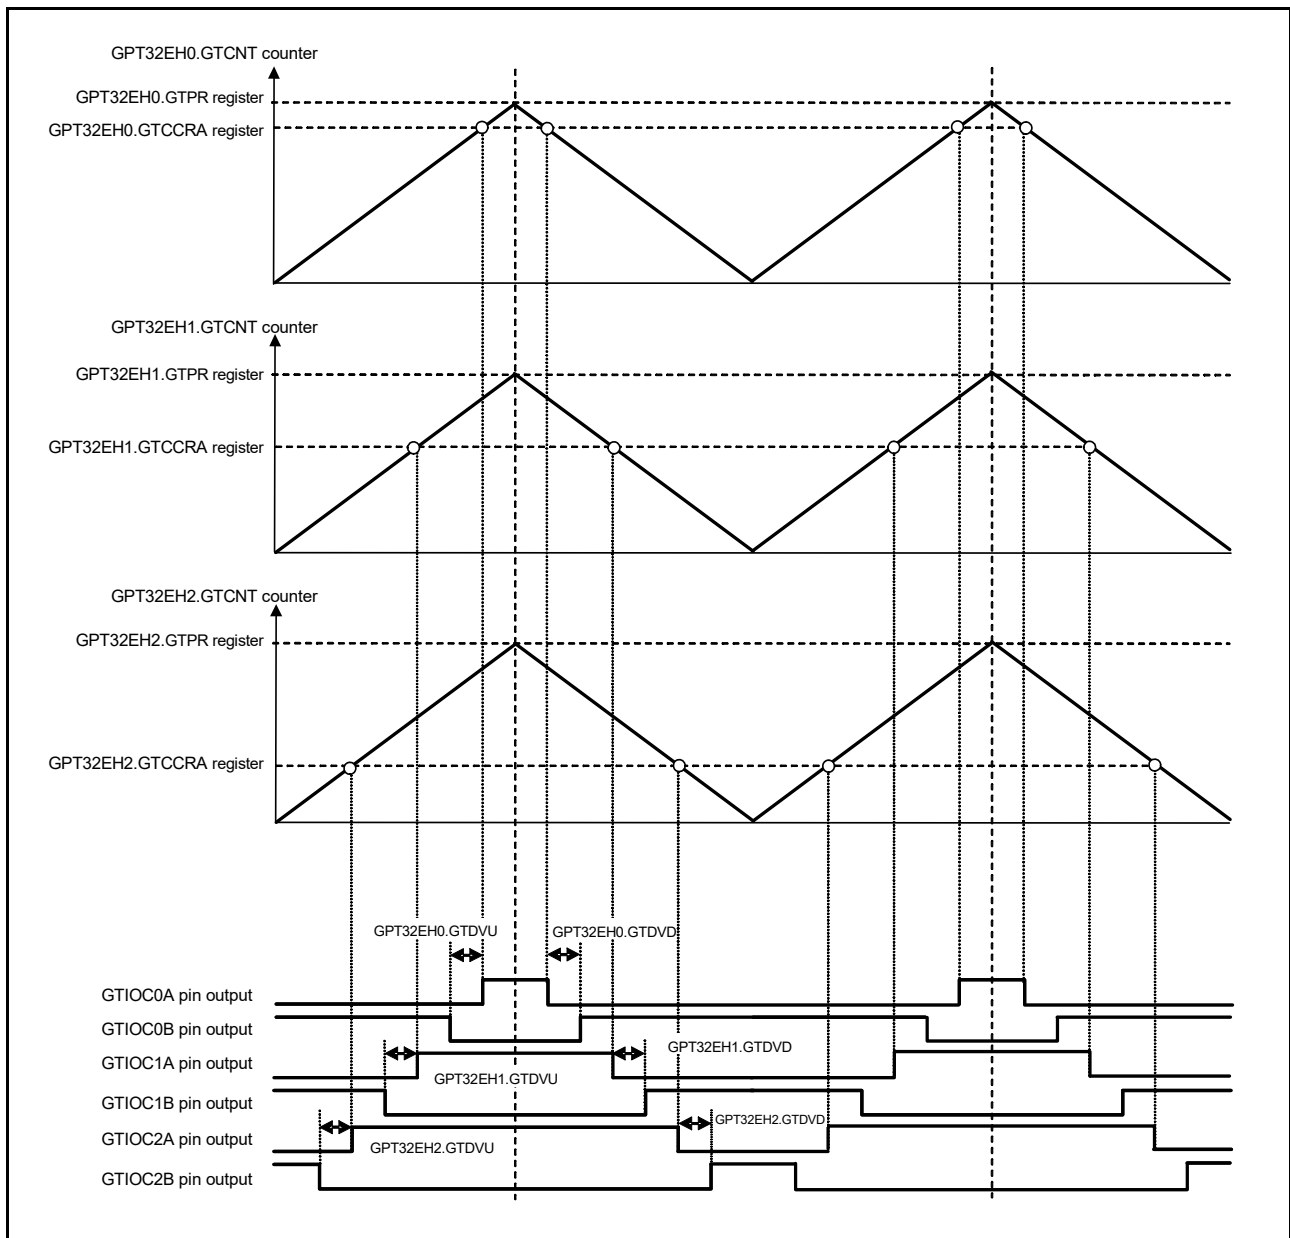 GPT32EH0.GTCNT counter
GPT32EH0.GTPR register
GPT32EH0.GTCCRA register
GPT32EH1.GTCNT counter
GPT32EH1.GTPR register
GPT32EH1.GTCCRA register
GPT32EH2.GTCNT counter
GPT32EH2.GTPR register
GPT32EH2.GTCCRA register
GPT32EH0.GTDVU
GPT32EH0.GTDVD
GTIOC0A pin output
GTIOC0B pin output
GPT32EH1.GTDVD
GTIOC1A pin output
GPT32EH1.GTDVU
GTIOC1B pin output
GPT32EH2.GTDVD
GTIOC2A pin output
GPT32EH2.GTDVU
GTIOC2B pin output